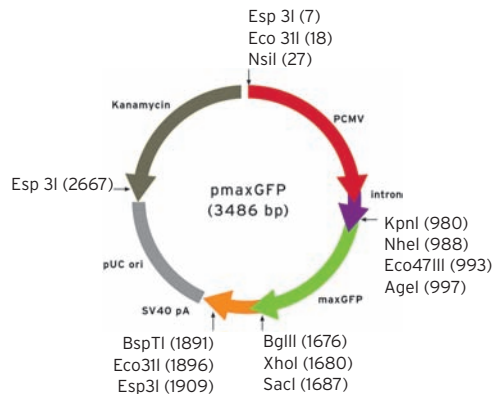 Esp 3I (7)
Eco 31I (18)
NsiI (27)
Kanamycin
PCMV
Esp 3I (2667)
pmaxGFP
(3486 bp)
intron
KpnI (980)
NheI (988)
Eco47III (993)
AgeI (997)
pUC ori
maxGFP
SV40 pA
BspTI (1891)
Eco31I (1896)
Esp3I (1909)
BglII (1676)
XhoI (1680)
SacI (1687)